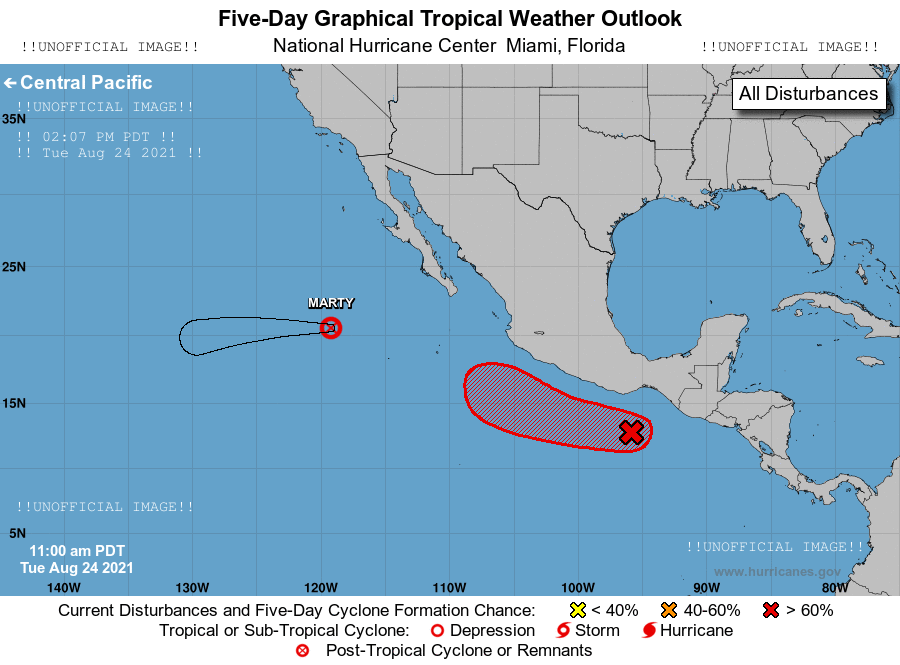 Five-Day Graphical Tropical Weather Outlook
!!UNOFFICIAL IMAGE!! National Hurricane Center Miami, Florida !!UNOFFICIAL IMAGE!!
← Central Pacific
All Disturbances
!!UNOFFICIAL IMAGE!!
35N
!! 02:07 PM PDT !!
!! Tue Aug 24 2021 !!
25N
MARTY
15N
!!UNOFFICIAL IMAGE!!
5N
11:00 am PDT
Tue Aug 24 2021
!!UNOFFICIAL IMAGE!!
www.hurricanes.gov
140W 130W 120W 110W 100W 90W 80W
Current Disturbances and Five-Day Cyclone Formation Chance: < 40% 40-60% > 60%
Tropical or Sub-Tropical Cyclone: Depression Storm Hurricane
Post-Tropical Cyclone or Remnants